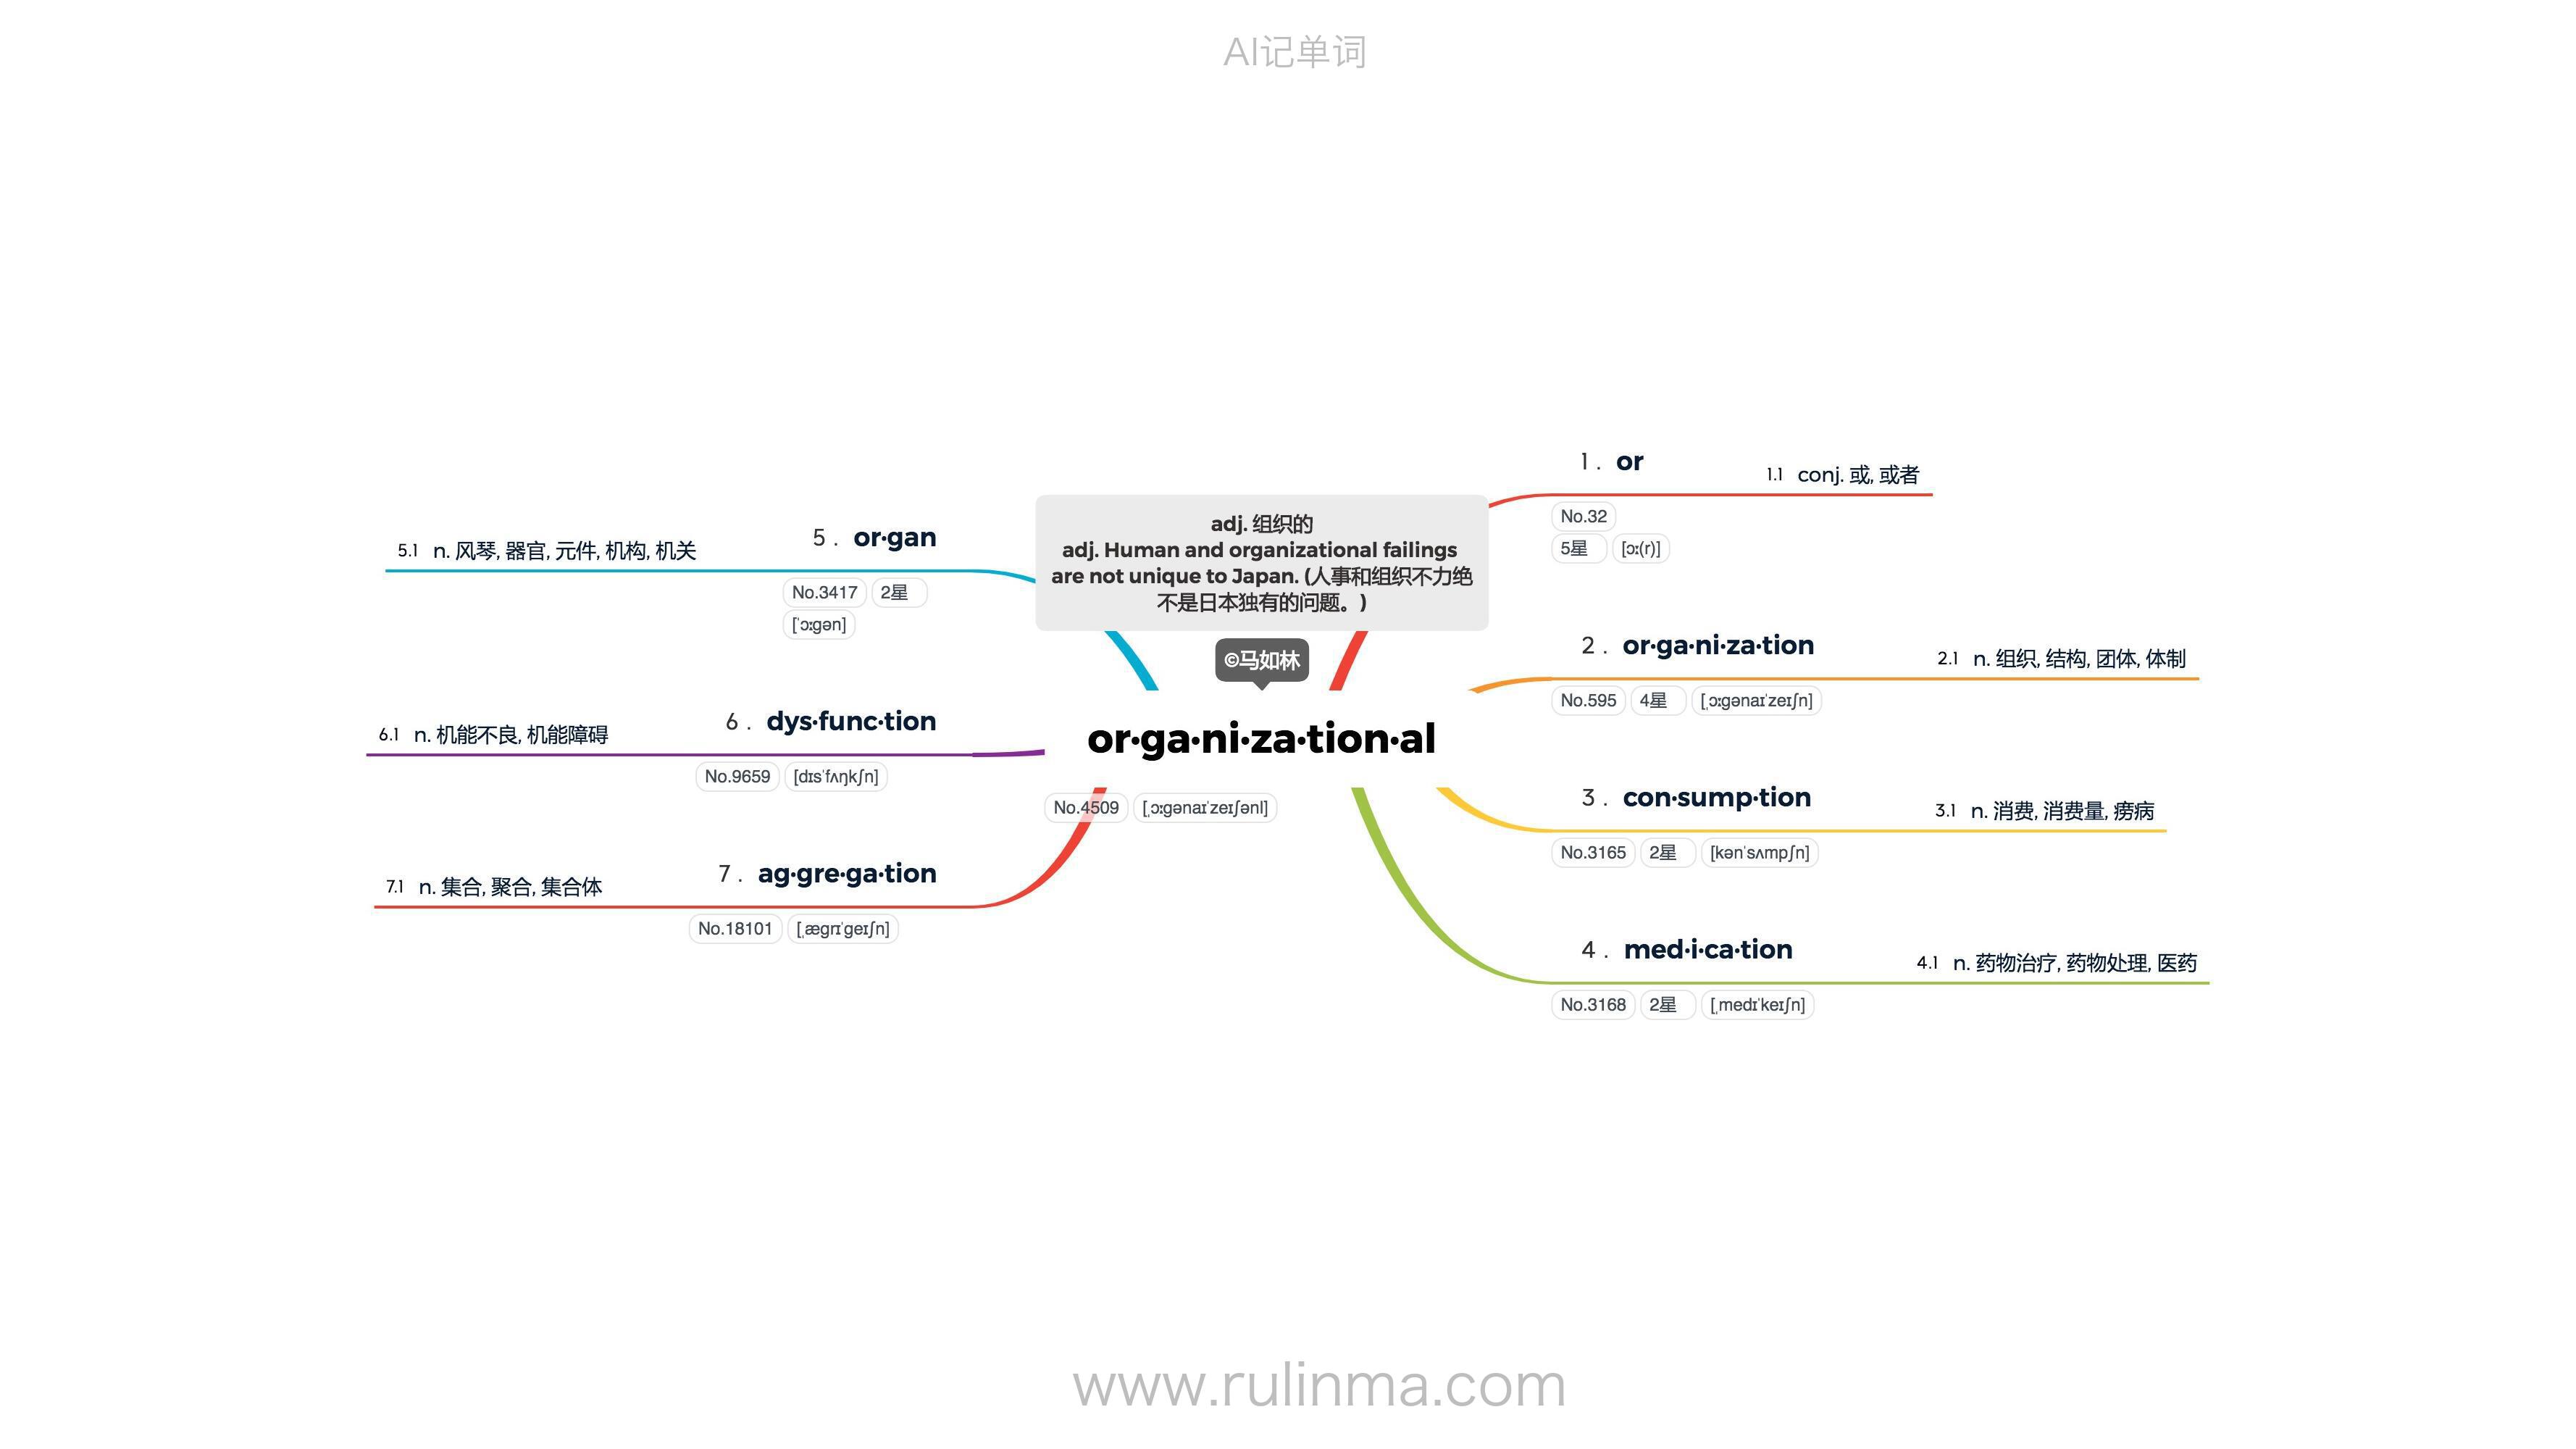 AI记单词
adj. 组织的
adj. Human and organizational failings
are not unique to Japan. (人事和组织不力绝
不是日本独有的问题。)
©马如林
or·ga·ni·za·tion·al
No.4509 [ˌɔːgənaɪˈzeɪʃənl]
1 . or 1.1 conj. 或, 或者
No.32
5星 [ɔː(r)]
2 . or·ga·ni·za·tion 2.1 n. 组织, 结构, 团体, 体制
No.595 4星 [ˌɔːgənaɪˈzeɪʃn]
3 . con·sump·tion 3.1 n. 消费, 消费量, 痨病
No.3165 2星 [kənˈsʌmpʃn]
4 . med·i·ca·tion 4.1 n. 药物治疗, 药物处理, 医药
No.3168 2星 [ˌmedɪˈkeɪʃn]
5 . or·gan 5.1 n. 风琴, 器官, 元件, 机构, 机关
No.3417 2星
[ˈɔːgən]
6 . dys·func·tion 6.1 n. 机能不良, 机能障碍
No.9659 [dɪsˈfʌŋkʃn]
7 . ag·gre·ga·tion 7.1 n. 集合, 聚合, 集合体
No.18101 [ˌægrɪˈgeɪʃn]
www.rulinma.com